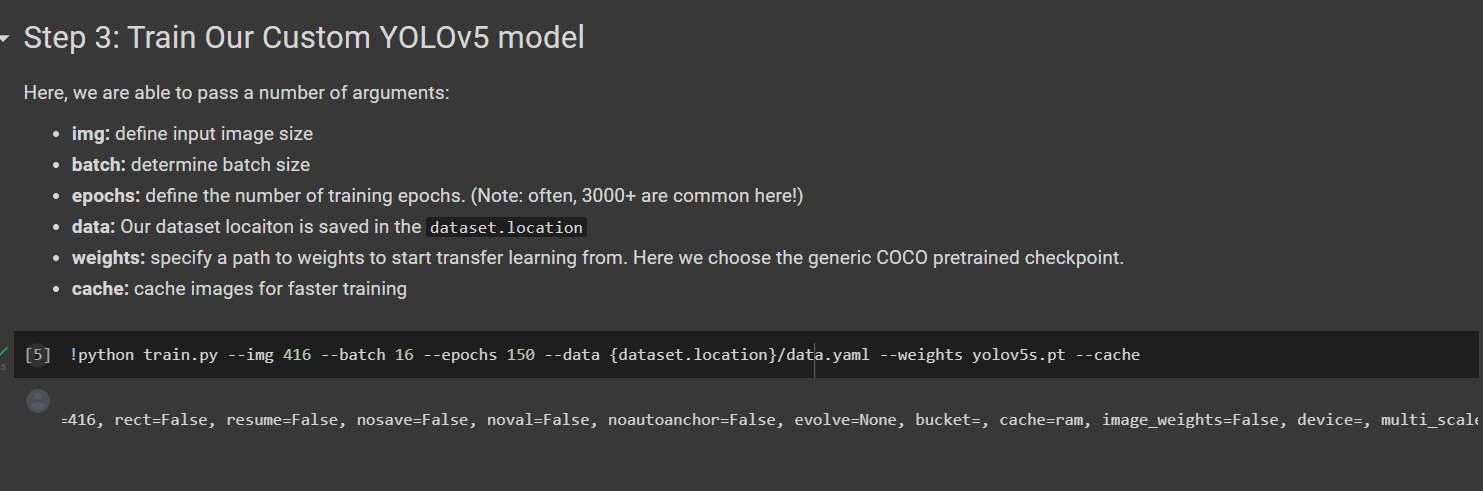 Step 3: Train Our Custom YOLOv5 model
Here, we are able to pass a number of arguments:
• img: define input image size
• batch: determine batch size
• epochs: define the number of training epochs. (Note: often, 3000+ are common here!)
• data: Our dataset locaiton is saved in the dataset.location
• weights: specify a path to weights to start transfer learning from. Here we choose the generic COCO pretrained checkpoint.
• cache: cache images for faster training
[5] !python train.py --img 416 --batch 16 --epochs 150 --data {dataset.location}/data.yaml --weights yolov5s.pt --cache
s
=416, rect=False, resume=False, nosave=False, noval=False, noautoanchor=False, evolve=None, bucket=, cache=ram, image_weights=False, device=, multi_scale